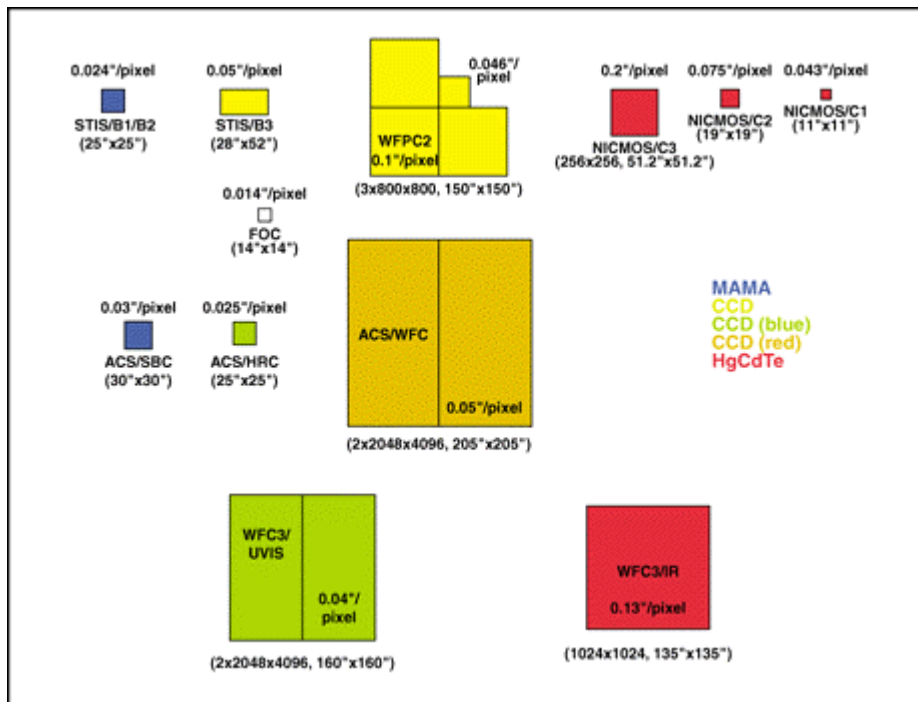 0.024"/pixel
STIS/B1/B2
(25"x25")
0.05"/pixel
STIS/B3
(28"x52")
0.046"/
pixel
WFPC2
0.1"/pixel
(3x800x800, 150"x150")
0.2"/pixel
NICMOS/C3
(256x256, 51.2"x51.2")
0.075"/pixel
NICMOS/C2
(19"x19")
0.043"/pixel
NICMOS/C1
(11"x11")
0.014"/pixel
FOC
(14"x14")
0.03"/pixel
ACS/SBC
(30"x30")
0.025"/pixel
ACS/HRC
(25"x25")
ACS/WFC
0.05"/pixel
(2x2048x4096, 205"x205")
MAMA
CCD
CCD (blue)
CCD (red)
HgCdTe
WFC3/
UVIS
0.04"/
pixel
(2x2048x4096, 160"x160")
WFC3/IR
0.13"/pixel
(1024x1024, 135"x135")